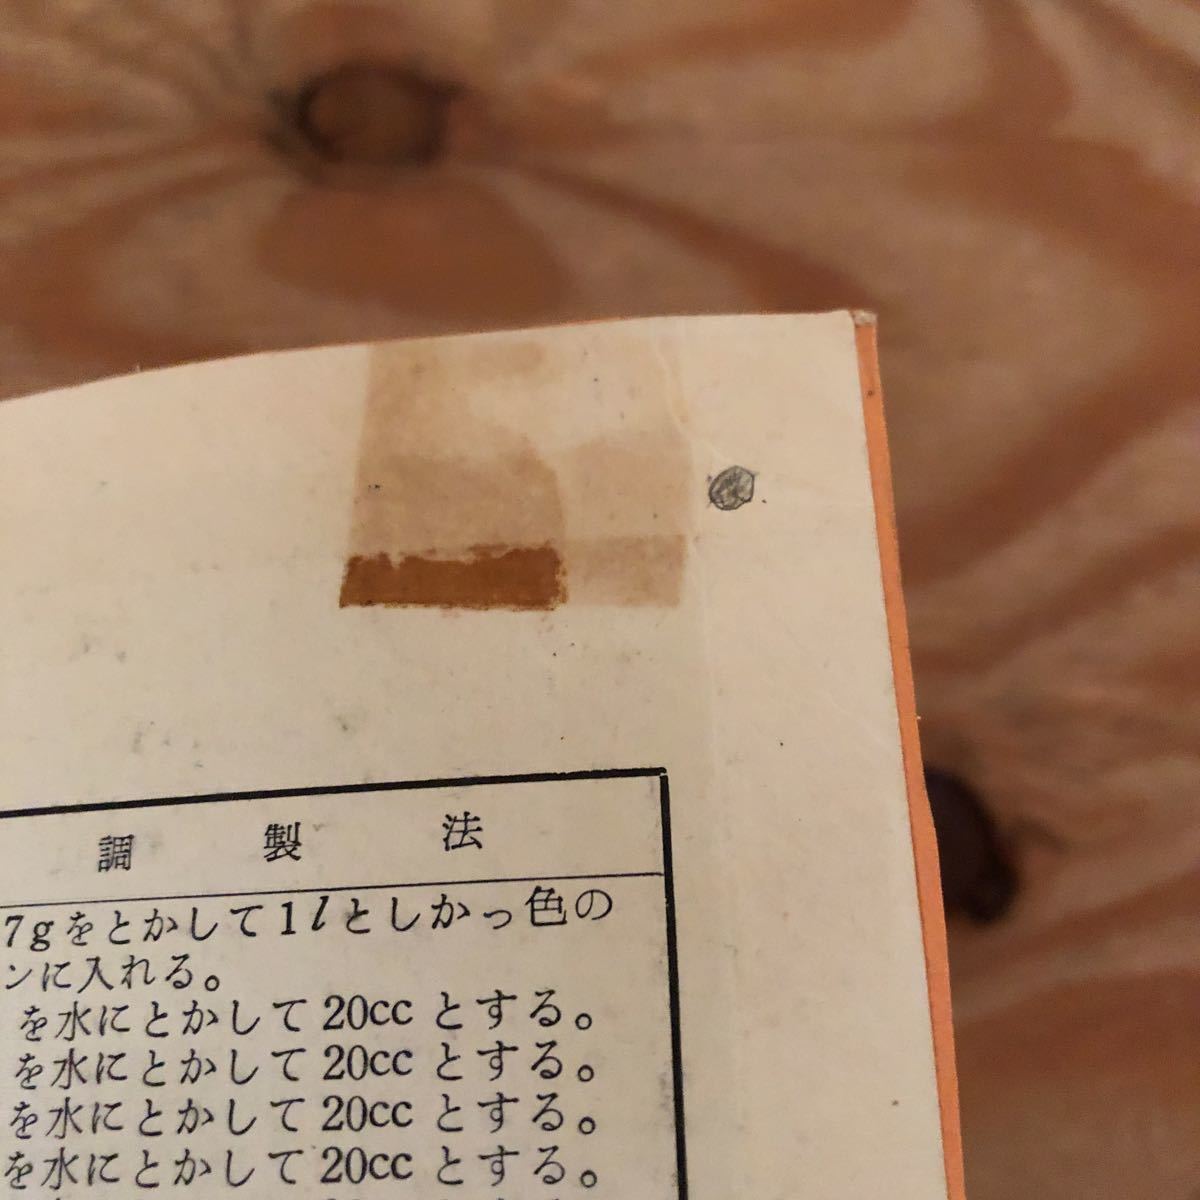 調製法
7gをとかして1lとしかっ色の
ンに入れる。
を水にとかして20ccとする。
を水にとかして20ccとする。
を水にとかして20ccとする。
を水にとかして20ccとする。